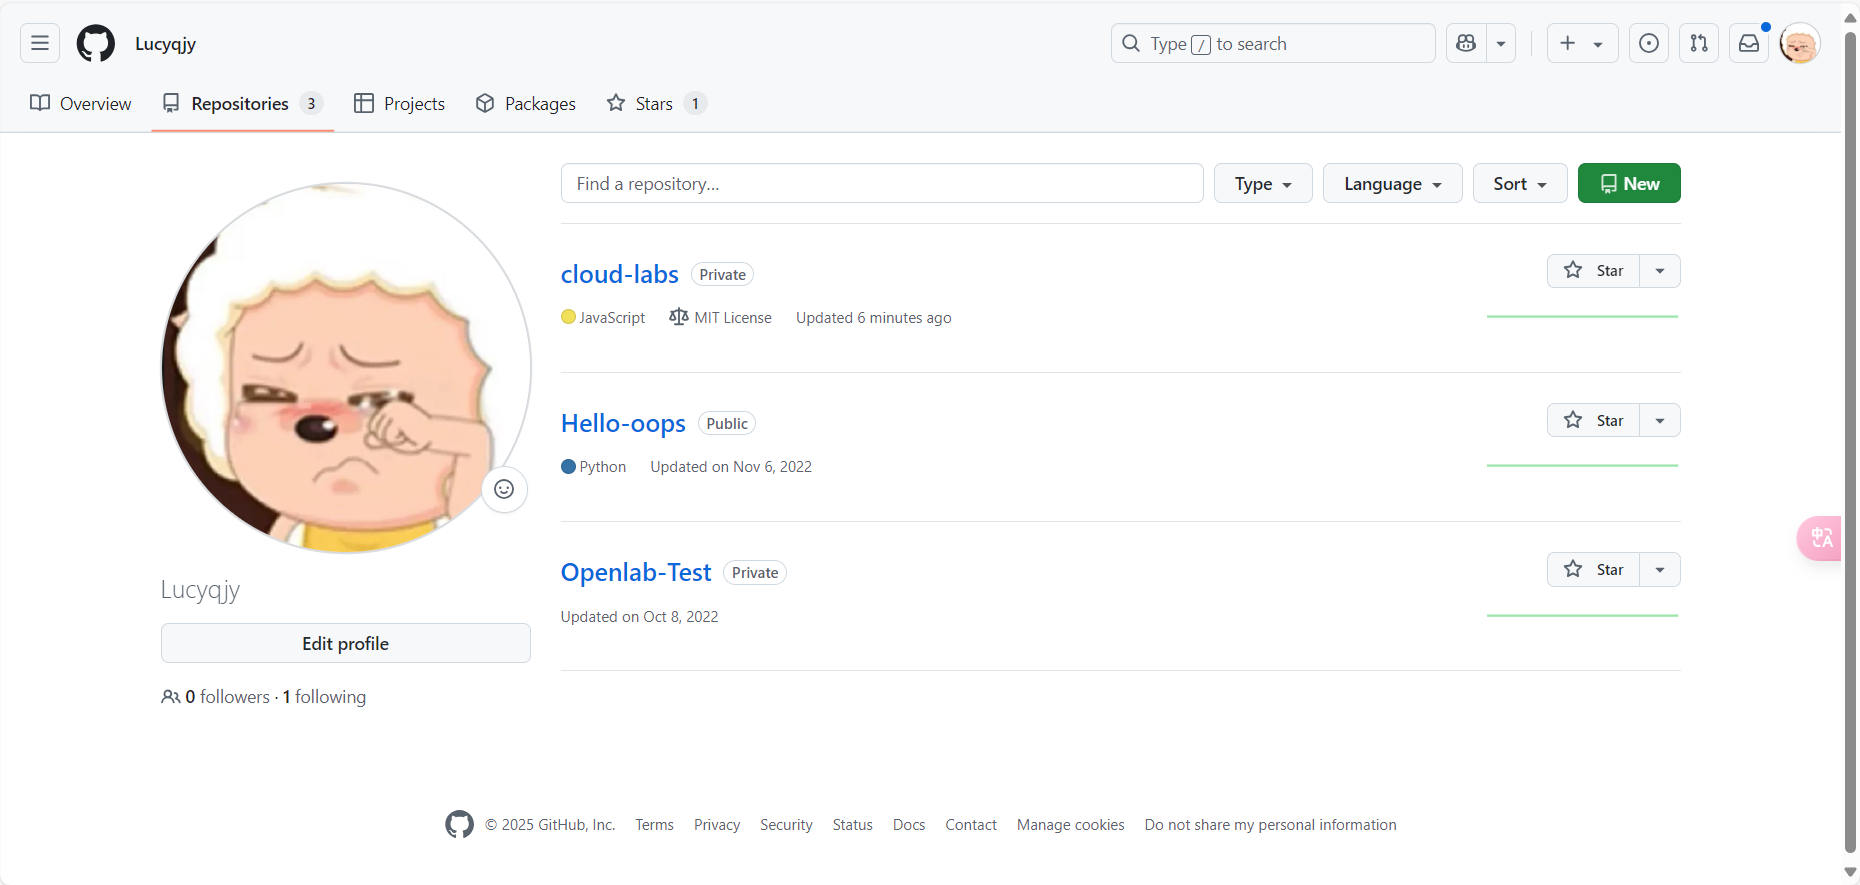 Lucyqjy
Type / to search
Overview
Repositories 3
Projects
Packages
Stars 1
Find a repository...
Type
Language
Sort
New
cloud-labs Private
Star
JavaScript MIT License Updated 6 minutes ago
Hello-oops Public
Star
Python Updated on Nov 6, 2022
Openlab-Test Private
Star
Updated on Oct 8, 2022
Lucyqjy
Edit profile
0 followers · 1 following
中A
© 2025 GitHub, Inc. Terms Privacy Security Status Docs Contact Manage cookies Do not share my personal information